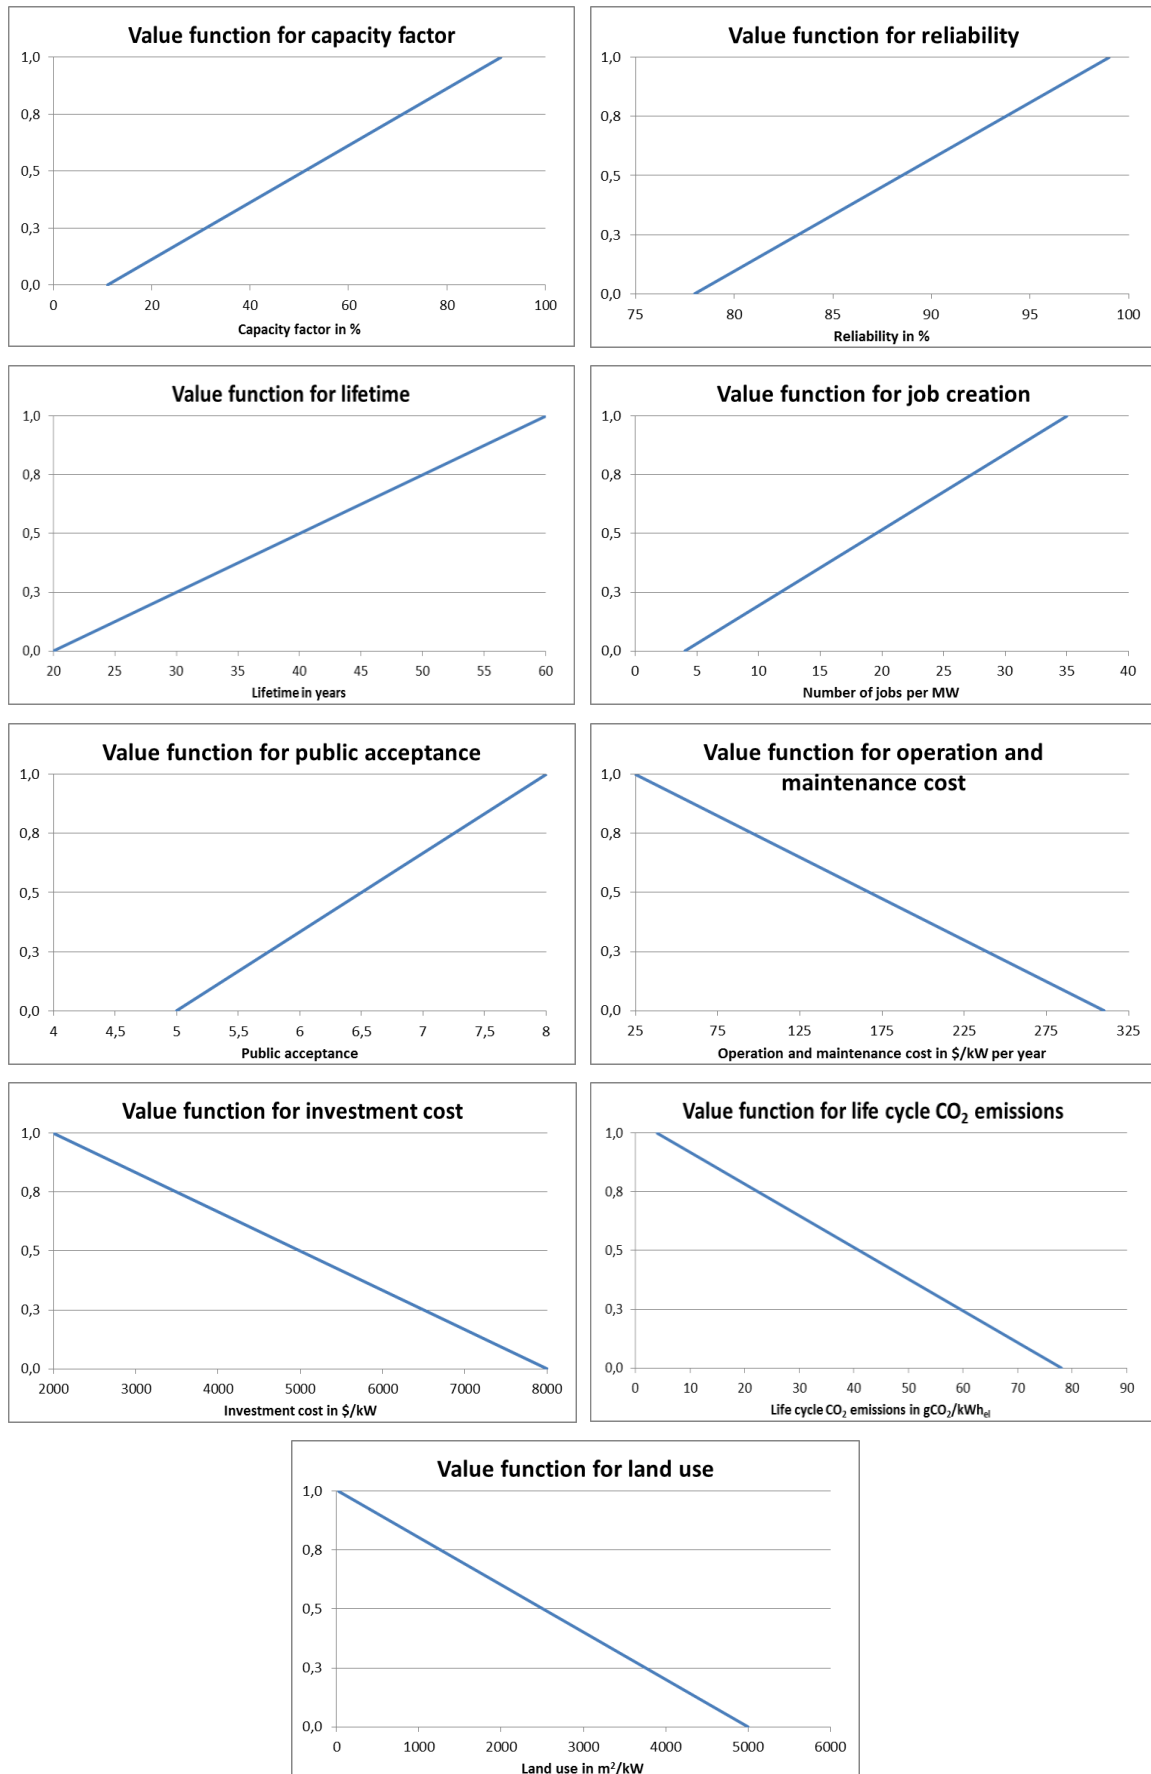 Value function for capacity factor
1,0
0,8
0,5
0,3
0,0
0 20 40 60 80 100
Capacity factor in %
Value function for reliability
1,0
0,8
0,5
0,3
0,0
75 80 85 90 95 100
Reliability in %
Value function for lifetime
1,0
0,8
0,5
0,3
0,0
20 25 30 35 40 45 50 55 60
Lifetime in years
Value function for job creation
1,0
0,8
0,5
0,3
0,0
0 5 10 15 20 25 30 35 40
Number of jobs per MW
Value function for public acceptance
1,0
0,8
0,5
0,3
0,0
4 4,5 5 5,5 6 6,5 7 7,5 8
Public acceptance
Value function for operation and
maintenance cost
1,0
0,8
0,5
0,3
0,0
25 75 125 175 225 275 325
Operation and maintenance cost in $/kW per year
Value function for investment cost
1,0
0,8
0,5
0,3
0,0
2000 3000 4000 5000 6000 7000 8000
Investment cost in $/kW
Value function for life cycle CO₂ emissions
1,0
0,8
0,5
0,3
0,0
0 10 20 30 40 50 60 70 80 90
Life cycle CO₂ emissions in gCO₂/kWhₑₗ
Value function for land use
1,0
0,8
0,5
0,3
0,0
0 1000 2000 3000 4000 5000 6000
Land use in m²/kW